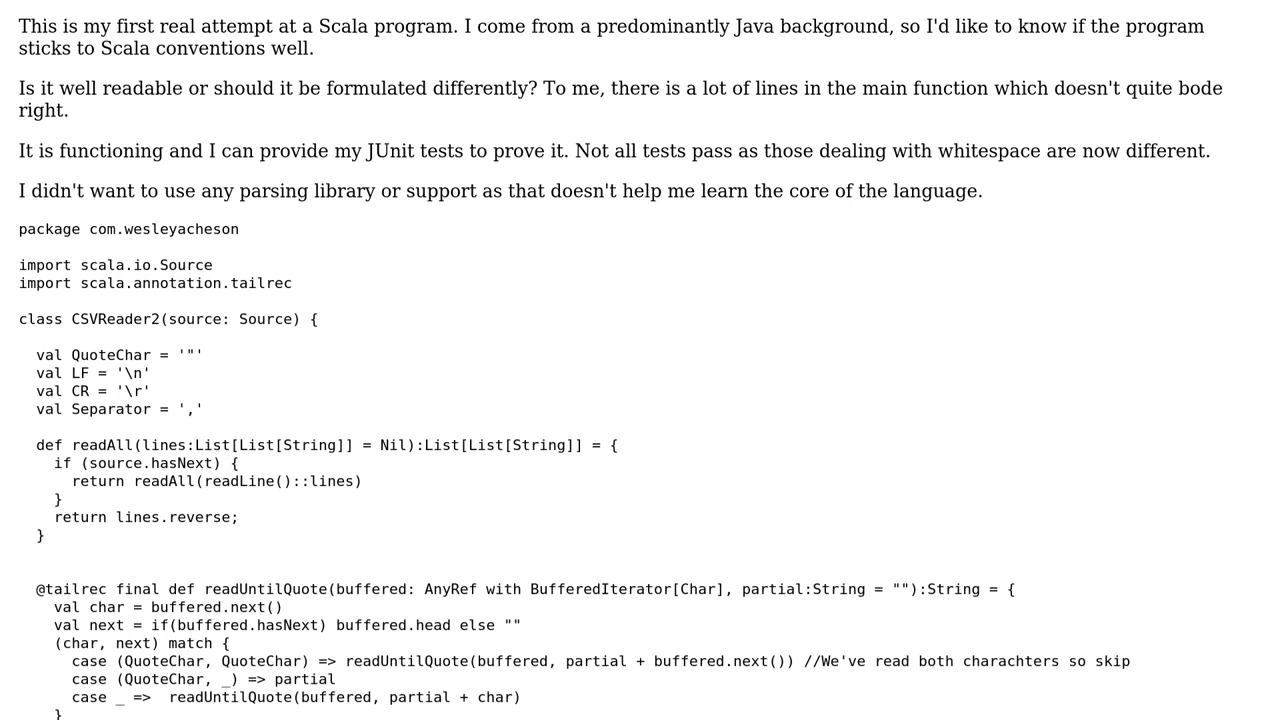 This is my first real attempt at a Scala program. I come from a predominantly Java background, so I'd like to know if the program
sticks to Scala conventions well.
Is it well readable or should it be formulated differently? To me, there is a lot of lines in the main function which doesn't quite bode
right.
It is functioning and I can provide my JUnit tests to prove it. Not all tests pass as those dealing with whitespace are now different.
I didn't want to use any parsing library or support as that doesn't help me learn the core of the language.
package com.wesleyacheson
import scala.io.Source
import scala.annotation.tailrec
class CSVReader2(source: Source) {
  val QuoteChar = '"'
  val LF = '\n'
  val CR = '\r'
  val Separator = ','
  def readAll(lines:List[List[String]] = Nil):List[List[String]] = {
    if (source.hasNext) {
      return readAll(readLine()::lines)
    }
    return lines.reverse;
  }
  @tailrec final def readUntilQuote(buffered: AnyRef with BufferedIterator[Char], partial:String = ""):String = {
    val char = buffered.next()
    val next = if(buffered.hasNext) buffered.head else ""
    (char, next) match {
      case (QuoteChar, QuoteChar) => readUntilQuote(buffered, partial + buffered.next()) //We've read both charachters so skip
      case (QuoteChar, _) => partial
      case _ =>  readUntilQuote(buffered, partial + char)
    }